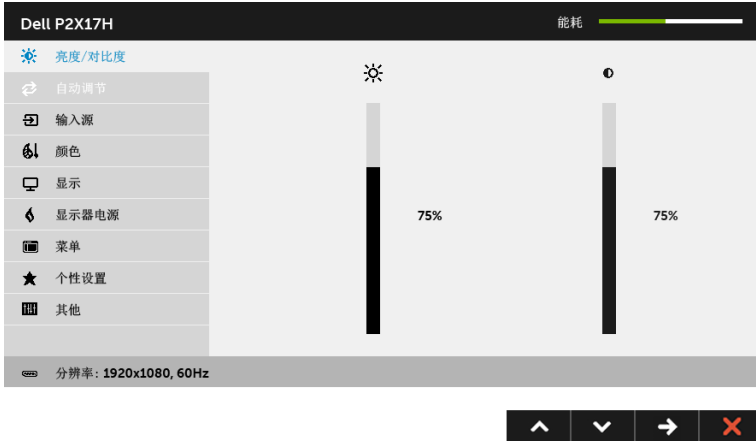 Dell P2X17H
能耗
亮度/对比度
自动调节
输入源
颜色
显示
显示器电源
菜单
个性设置
其他
75%
75%
分辨率: 1920x1080, 60Hz